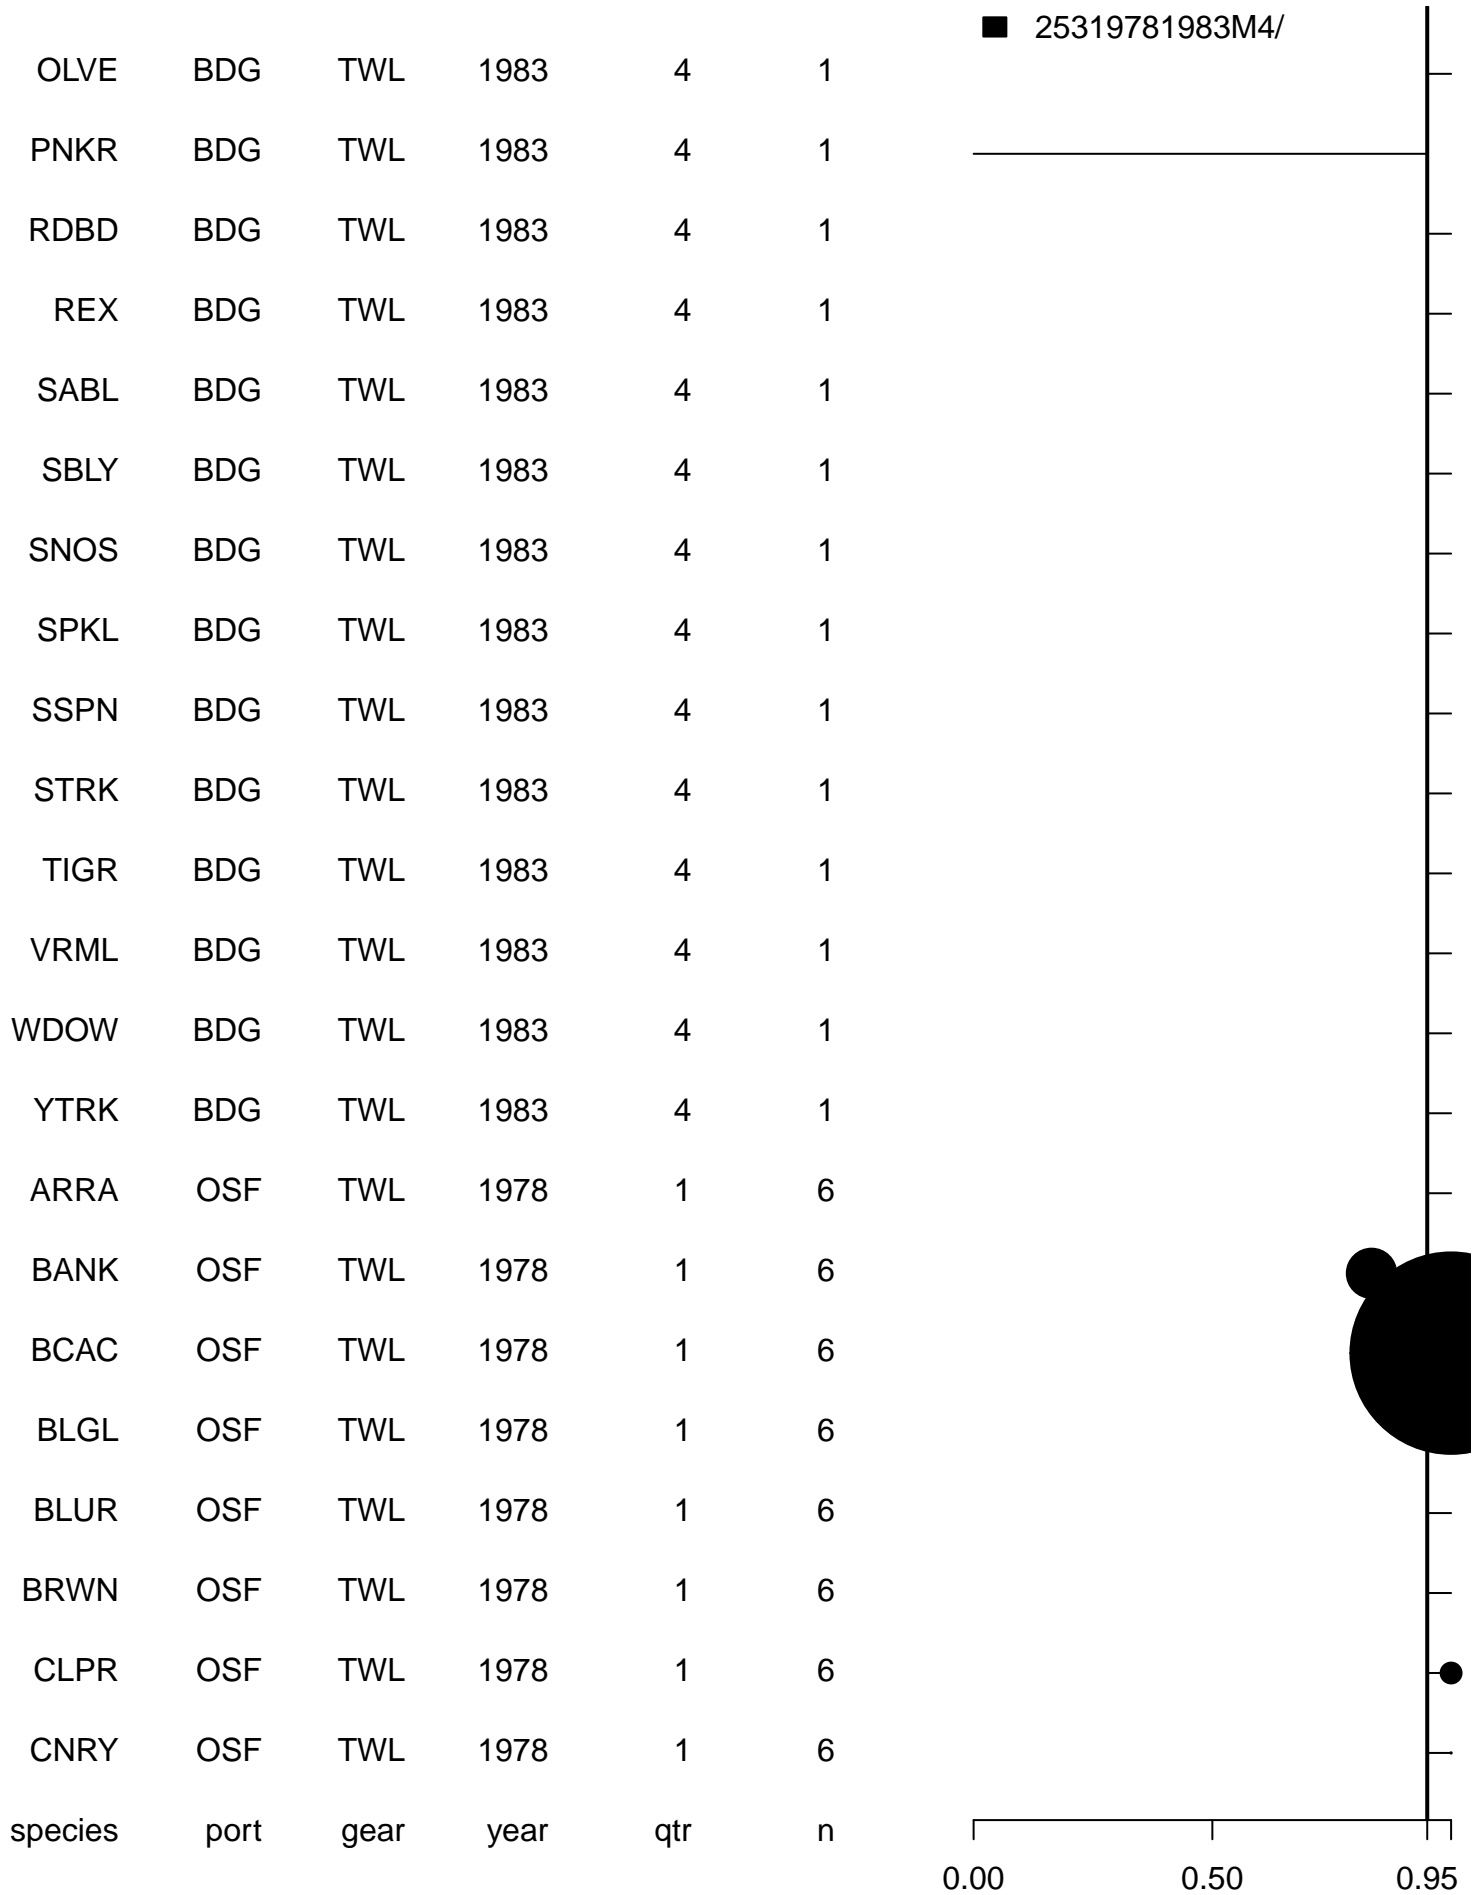 25319781983M4/
OLVE BDG TWL 1983 4 1
PNKR BDG TWL 1983 4 1
RDBD BDG TWL 1983 4 1
REX BDG TWL 1983 4 1
SABL BDG TWL 1983 4 1
SBLY BDG TWL 1983 4 1
SNOS BDG TWL 1983 4 1
SPKL BDG TWL 1983 4 1
SSPN BDG TWL 1983 4 1
STRK BDG TWL 1983 4 1
TIGR BDG TWL 1983 4 1
VRML BDG TWL 1983 4 1
WDOW BDG TWL 1983 4 1
YTRK BDG TWL 1983 4 1
ARRA OSF TWL 1978 1 6
BANK OSF TWL 1978 1 6
BCAC OSF TWL 1978 1 6
BLGL OSF TWL 1978 1 6
BLUR OSF TWL 1978 1 6
BRWN OSF TWL 1978 1 6
CLPR OSF TWL 1978 1 6
CNRY OSF TWL 1978 1 6
species port gear year qtr n
0.00 0.50 0.95